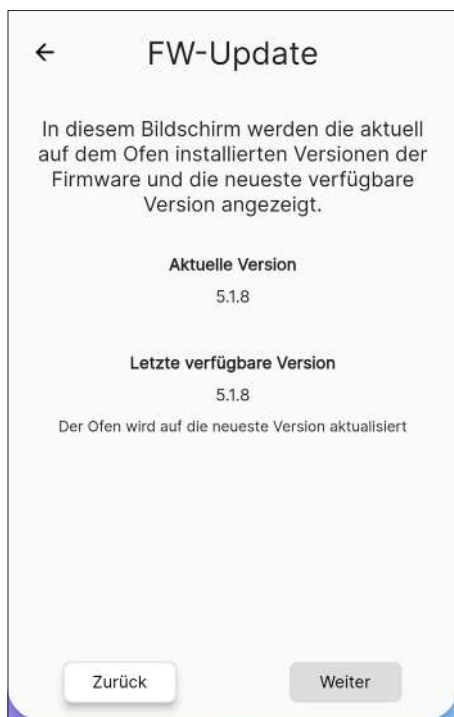 FW-Update
In diesem Bildschirm werden die aktuell
auf dem Ofen installierten Versionen der
Firmware und die neueste verfügbare
Version angezeigt.
Aktuelle Version
5.1.8
Letzte verfügbare Version
5.1.8
Der Ofen wird auf die neueste Version aktualisiert
Zurück
Weiter